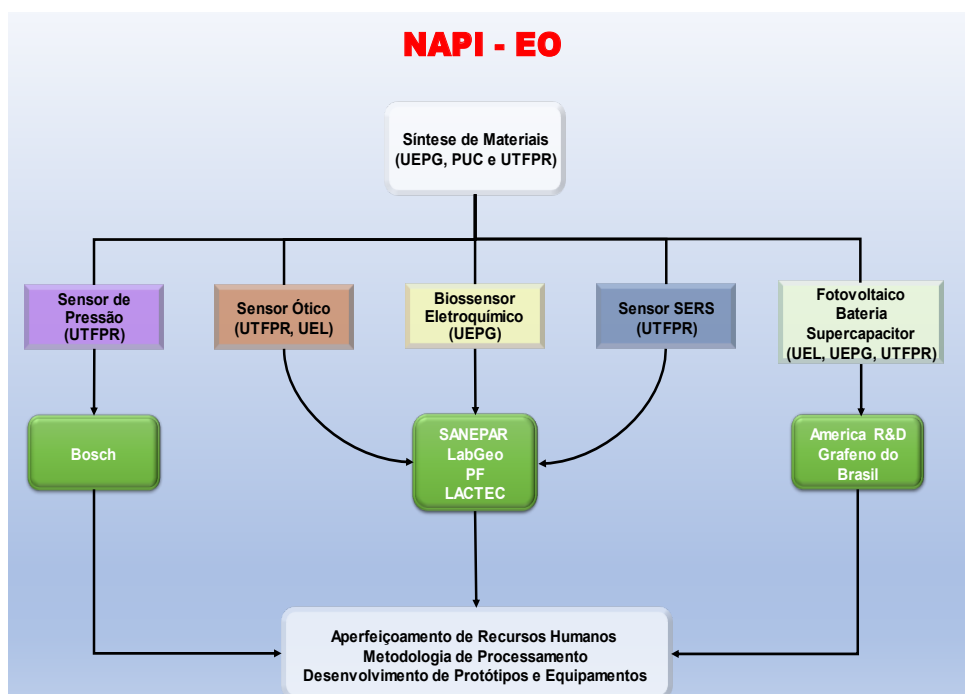 NAPI - EO
Síntese de Materiais
(UEPG, PUC e UTFPR)
Sensor de
Pressão
(UTFPR)
Sensor Ótico
(UTFPR, UEL)
Biossensor
Eletroquímico
(UEPG)
Sensor SERS
(UTFPR)
Fotovoltaico
Bateria
Supercapacitor
(UEL, UEPG, UTFPR)
Bosch
SANEPAR
LabGeo
PF
LACTEC
America R&D
Grafeno do
Brasil
Aperfeiçoamento de Recursos Humanos
Metodologia de Processamento
Desenvolvimento de Protótipos e Equipamentos